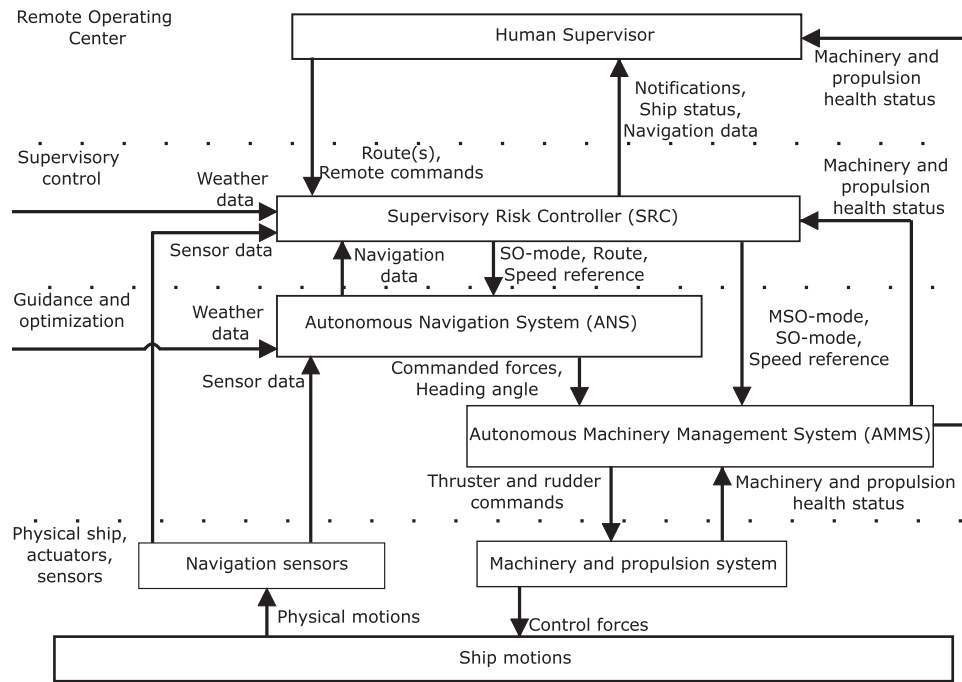 Remote Operating
Center
Human Supervisor
Machinery and
propulsion
health status
Notifications,
Ship status,
Navigation data
Route(s),
Remote commands
Supervisory
control
Weather
data
Machinery and
propulsion
health status
Supervisory Risk Controller (SRC)
Sensor data
Navigation
data
SO-mode, Route,
Speed reference
Guidance and
optimization
Weather
data
Autonomous Navigation System (ANS)
MSO-mode,
SO-mode,
Speed reference
Sensor data
Commanded forces,
Heading angle
Autonomous Machinery Management System (AMMS)
Thruster and rudder
commands
Machinery and propulsion
health status
Physical ship,
actuators,
sensors
Navigation sensors
Machinery and propulsion system
Physical motions
Control forces
Ship motions